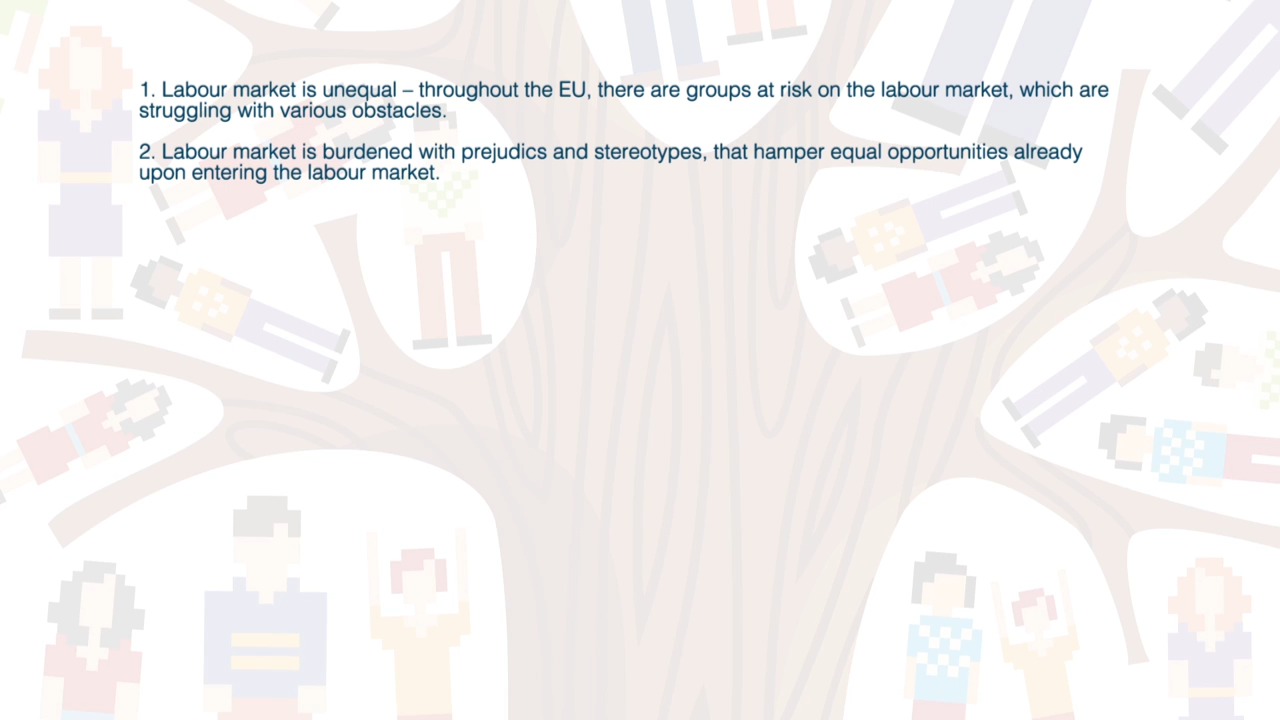 1. Labour market is unequal – throughout the EU, there are groups at risk on the labour market, which are
struggling with various obstacles.
2. Labour market is burdened with prejudics and stereotypes, that hamper equal opportunities already
upon entering the labour market.